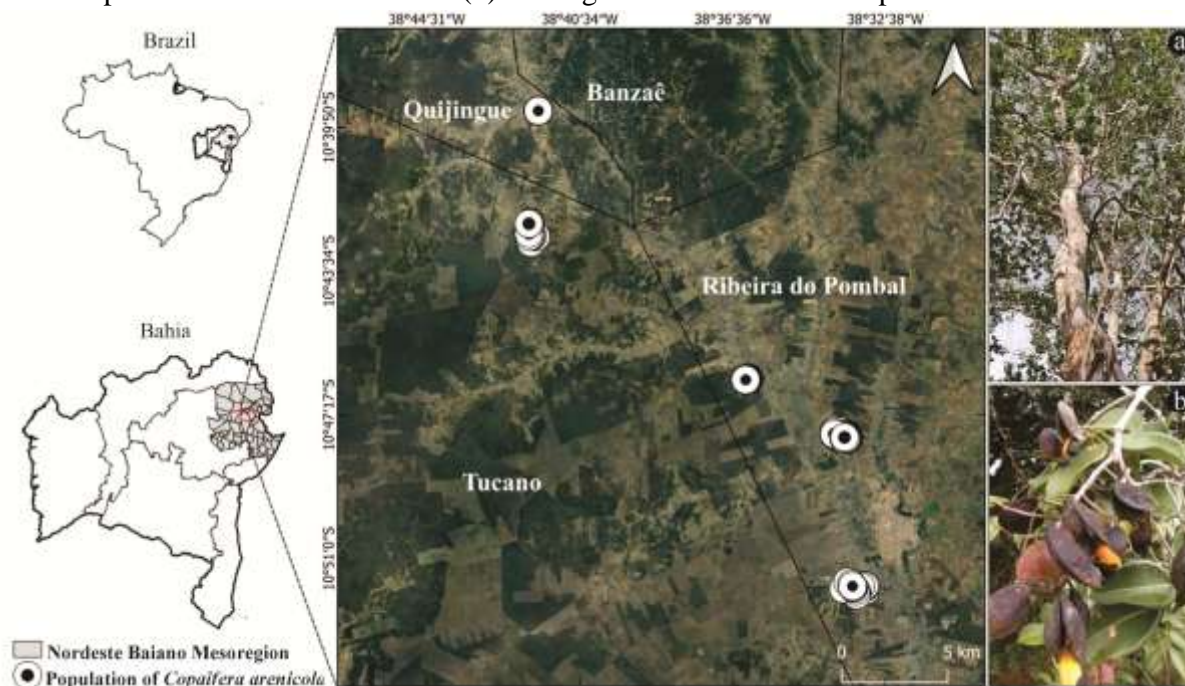 38°44'31"W 38°40'34"W 38°36'36"W 38°32'38"W
Brazil
a
Banzaê
Quijingue
10°39'50"S
10°43'34"S
Ribeira do Pombal
Bahia
b
10°47'17"S
Tucano
10°51'0"S
0 5 km
Nordeste Baiano Mesoregion
Population of Copaifera arenicola